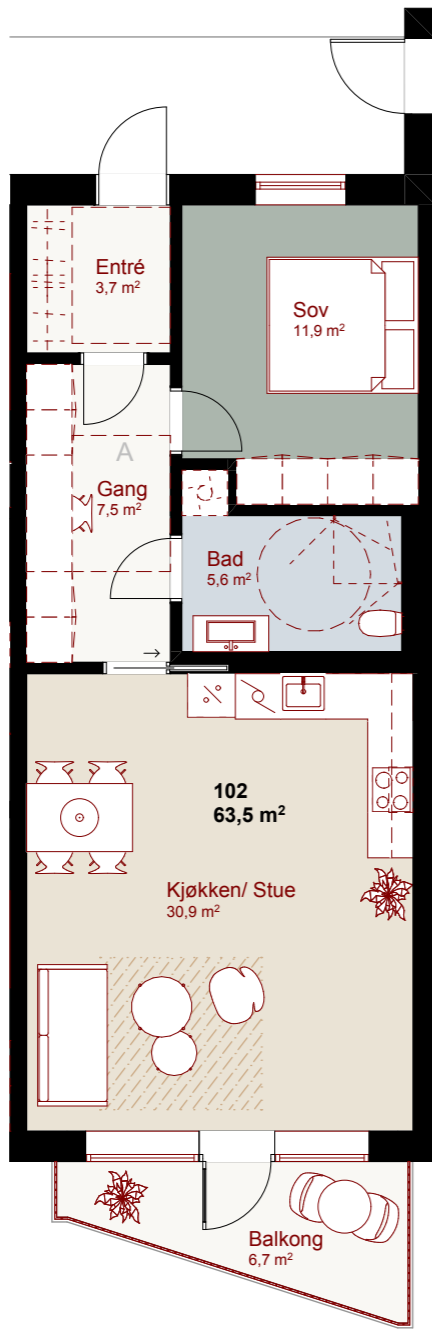 Entré
3,7 m²
Sov
11,9 m²
A
Gang
7,5 m²
Bad
5,6 m²
102
63,5 m²
Kjøkken/ Stue
30,9 m²
Balkong
6,7 m²